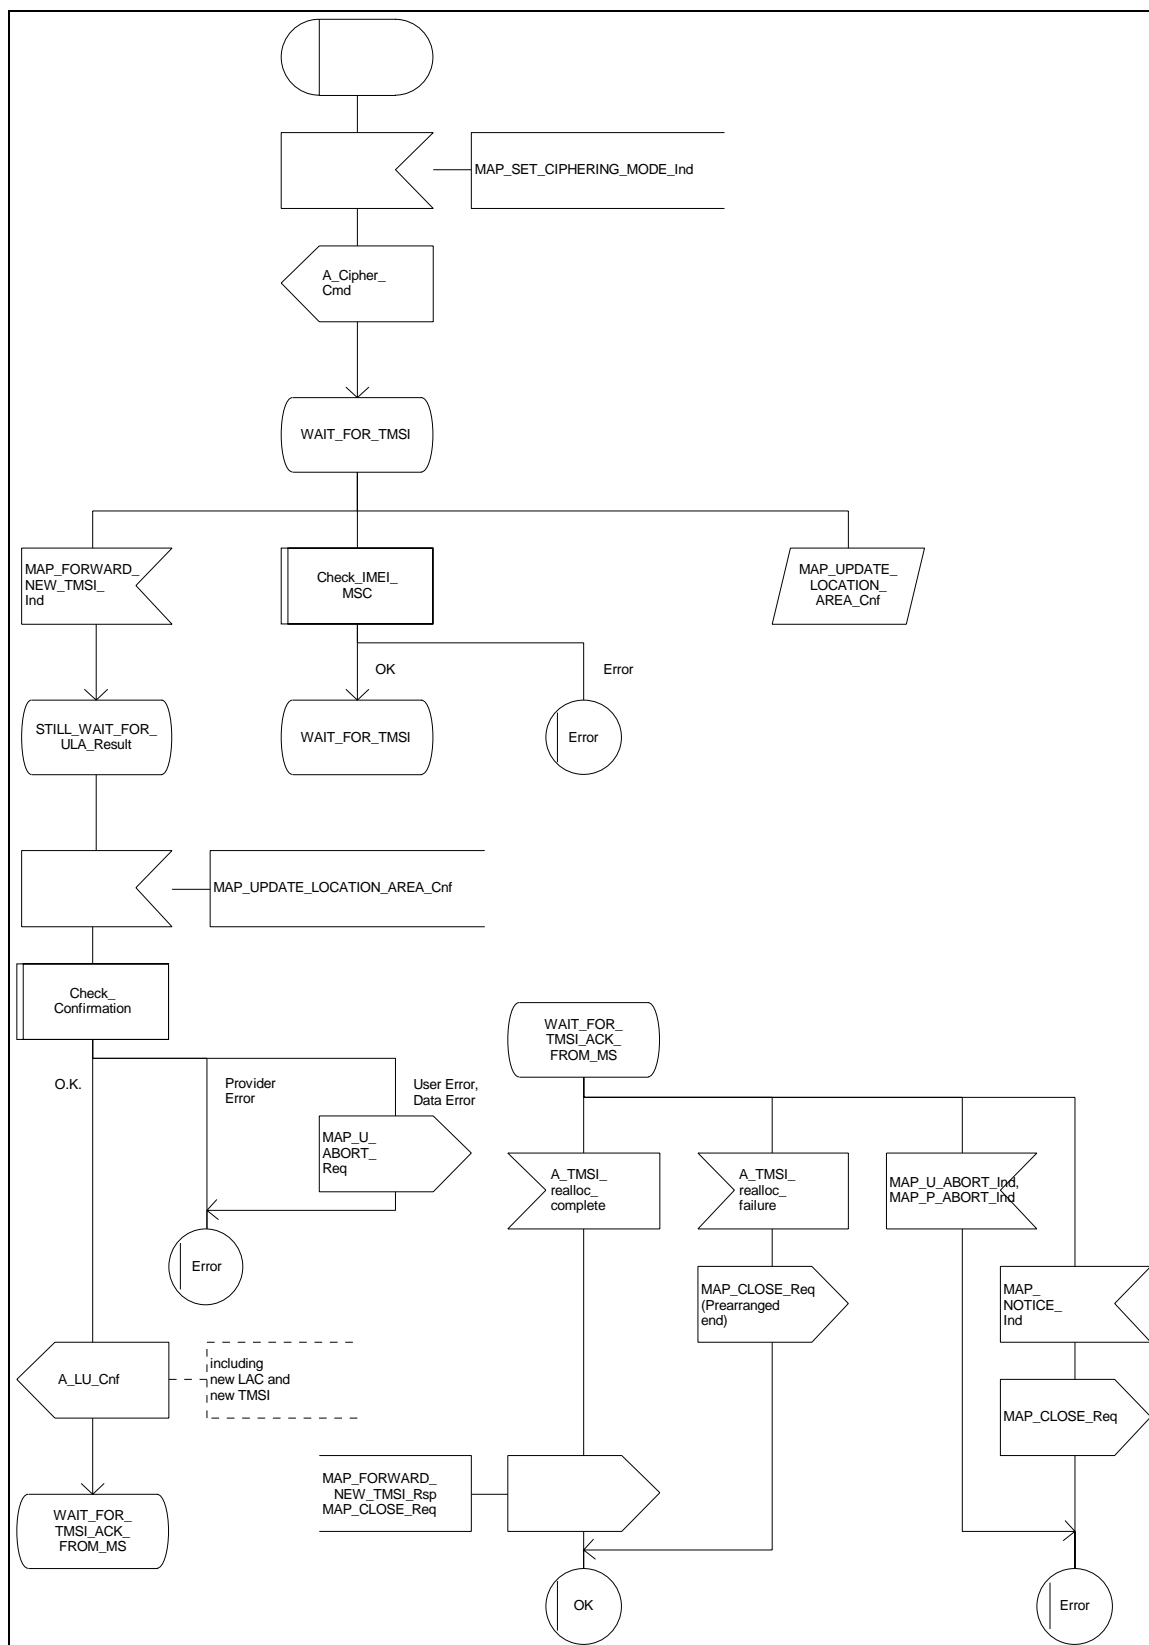 MAP_SET_CIPHERING_MODE_Ind
A_Cipher_
Cmd
WAIT_FOR_TMSI
MAP_FORWARD_
NEW_TMSI_
Ind
Check_IMEI_
MSC
MAP_UPDATE_
LOCATION_
AREA_Cnf
OK
Error
STILL_WAIT_FOR_
ULA_Result
WAIT_FOR_TMSI
Error
MAP_UPDATE_LOCATION_AREA_Cnf
Check_
Confirmation
O.K.
Provider
Error
User Error,
Data Error
MAP_U_
ABORT_
Req
Error
A_LU_Cnf
including
new LAC and
new TMSI
WAIT_FOR_
TMSI_ACK_
FROM_MS
WAIT_FOR_
TMSI_ACK_
FROM_MS
A_TMSI_
realloc_
complete
A_TMSI_
realloc_
failure
MAP_U_ABORT_Ind,
MAP_P_ABORT_Ind
MAP_CLOSE_Req
(Prearranged
end)
MAP_
NOTICE_
Ind
MAP_CLOSE_Req
MAP_FORWARD_
NEW_TMSI_Rsp
MAP_CLOSE_Req
OK
Error